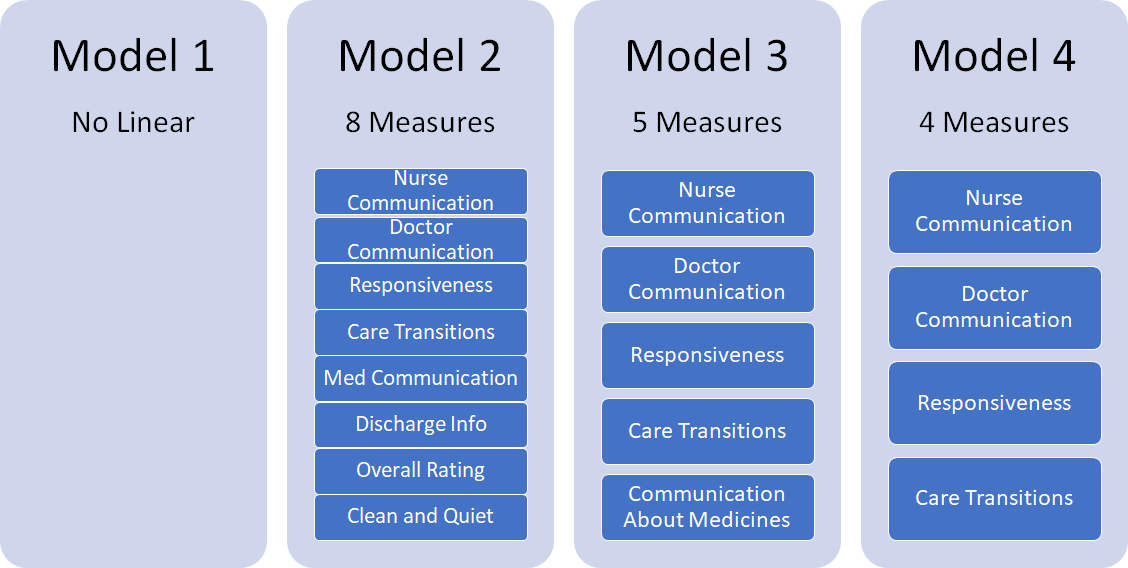 Model 1
No Linear
Model 2
8 Measures
Nurse
Communication
Doctor
Communication
Responsiveness
Care Transitions
Med Communication
Discharge Info
Overall Rating
Clean and Quiet
Model 3
5 Measures
Nurse
Communication
Doctor
Communication
Responsiveness
Care Transitions
Communication
About Medicines
Model 4
4 Measures
Nurse
Communication
Doctor
Communication
Responsiveness
Care Transitions